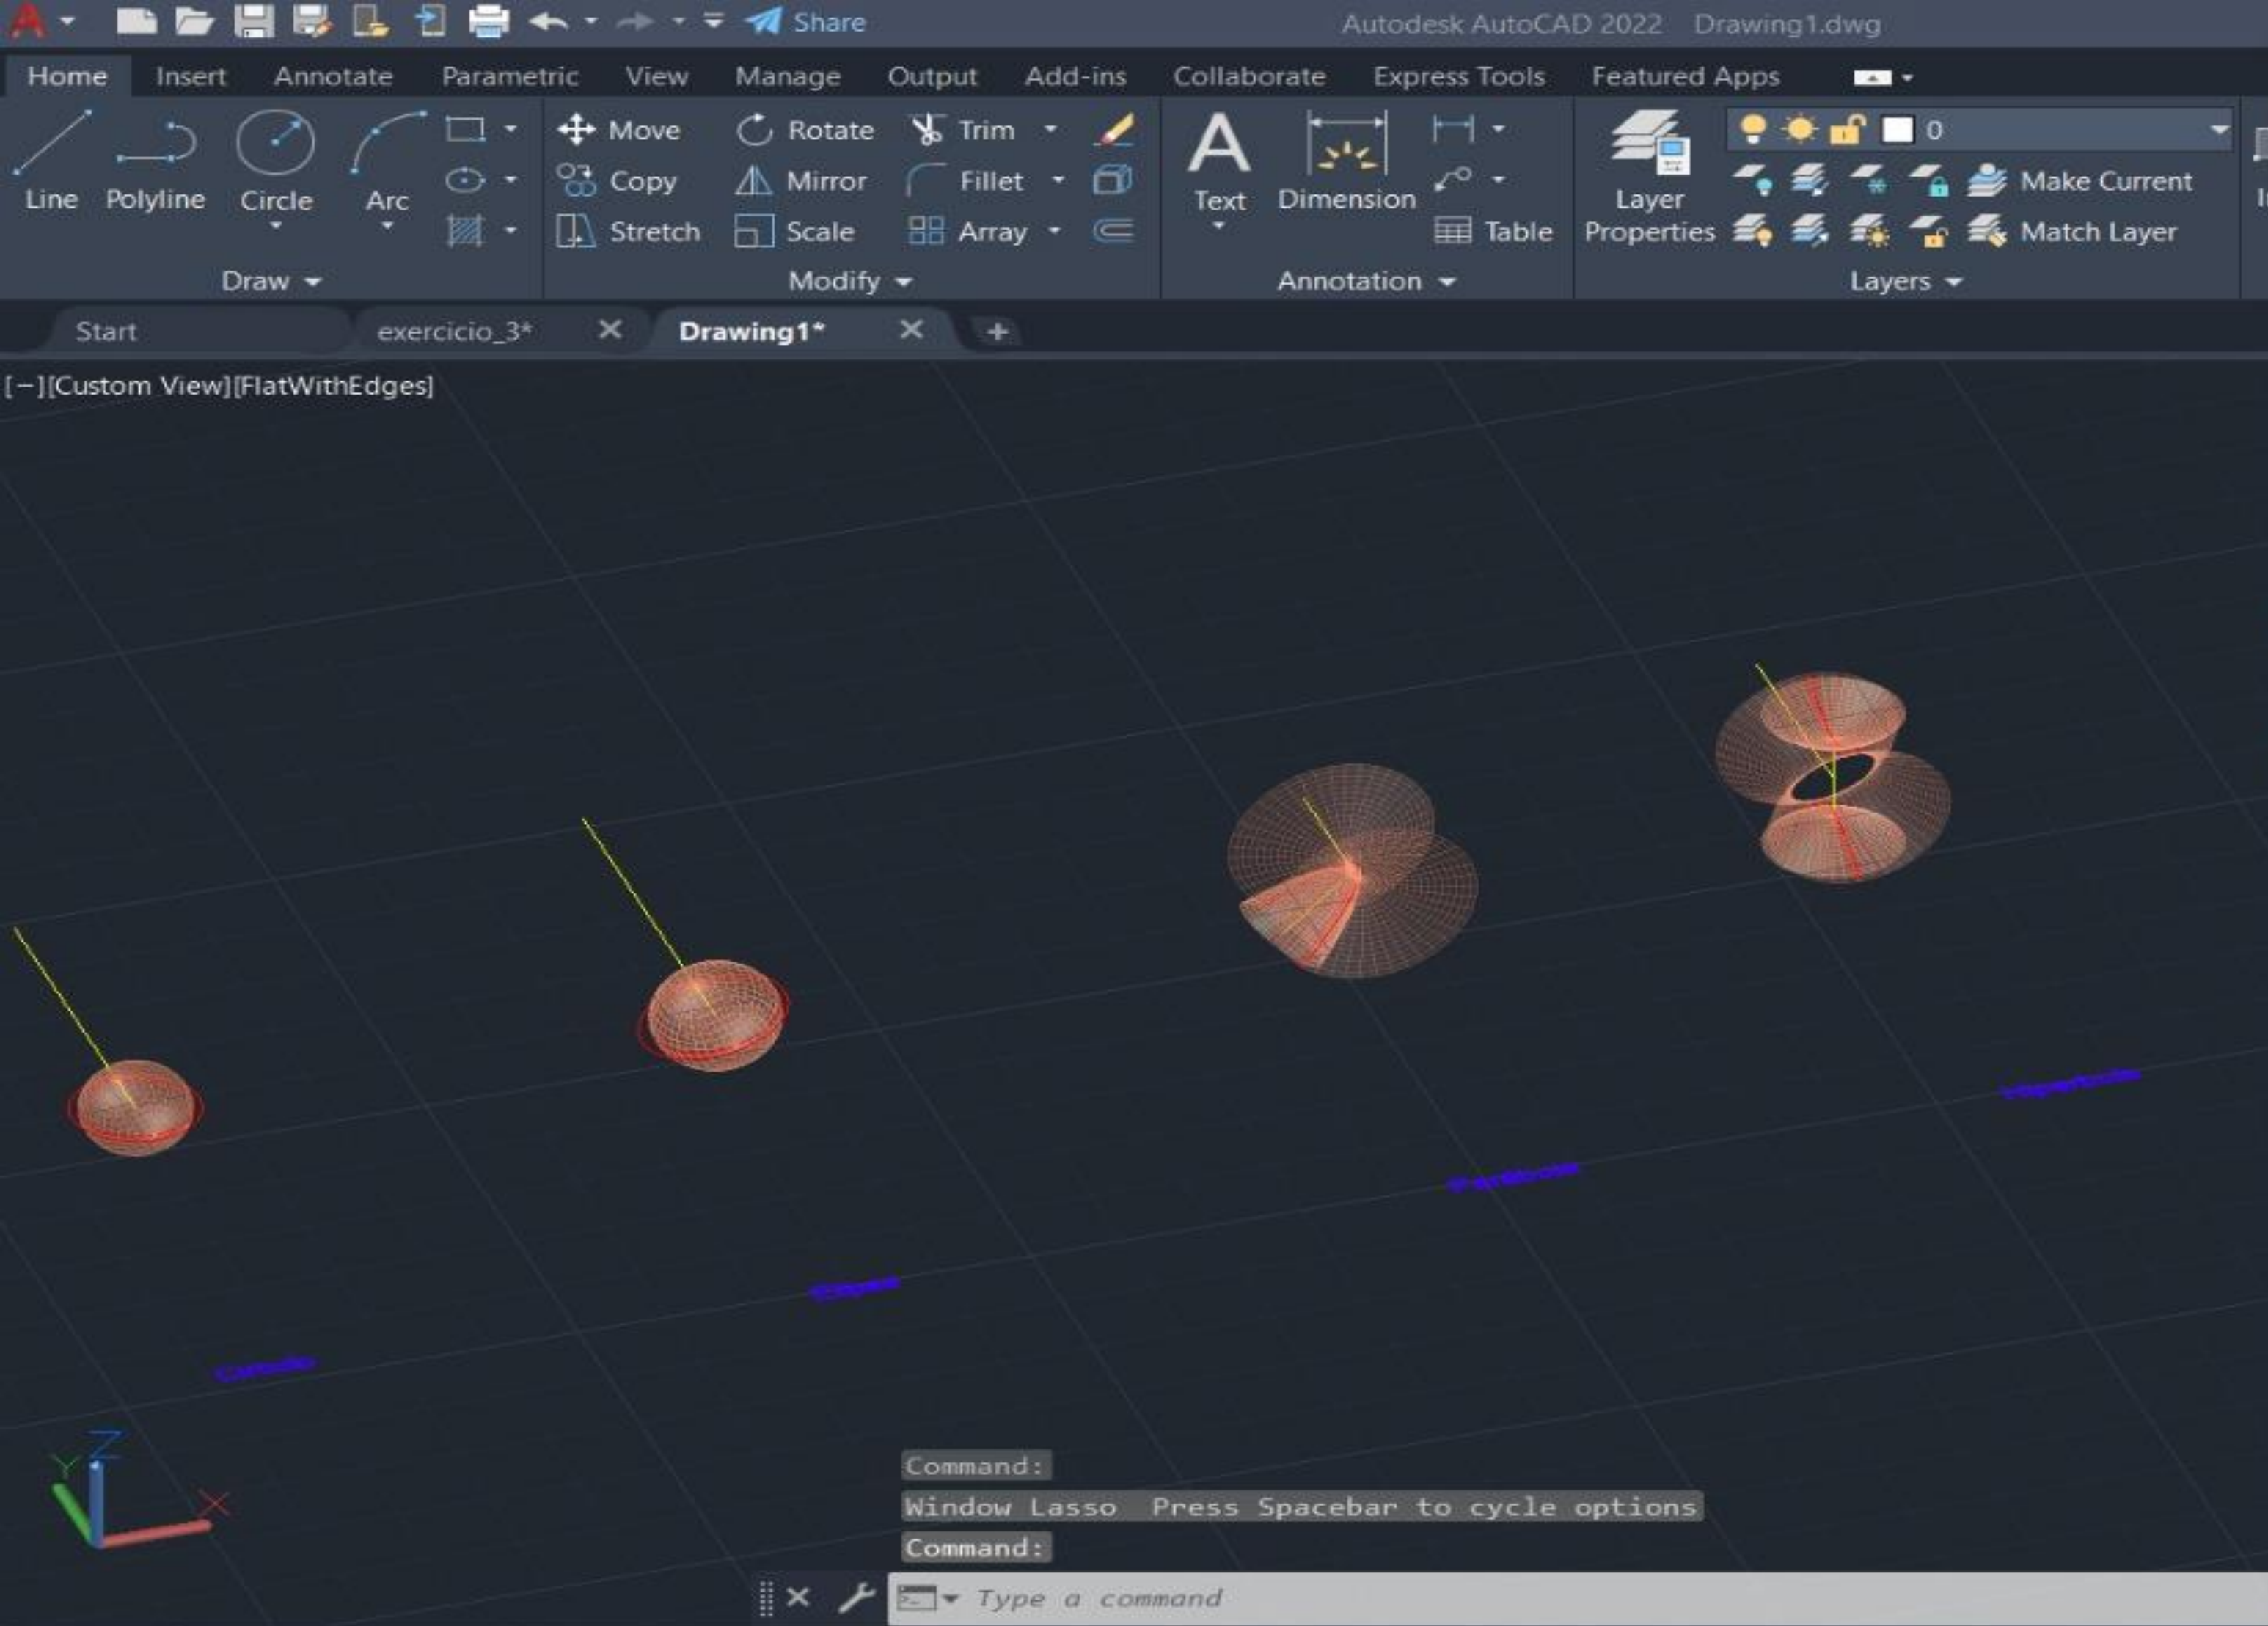 Share Autodesk AutoCAD 2022 Drawing1.dwg
Home Insert Annotate Parametric View Manage Output Add-ins Collaborate Express Tools Featured Apps
Move Rotate Trim 0
Line Polyline Circle Arc Copy Mirror Fillet Text Dimension Layer Properties Make Current
Stretch Scale Array Table Match Layer
Draw Modify Annotation Layers
Start exercicio_3* Drawing1*
[−][Custom View][FlatWithEdges]
Z
Y
X
Command:
Window Lasso Press Spacebar to cycle options
Command:
Type a command